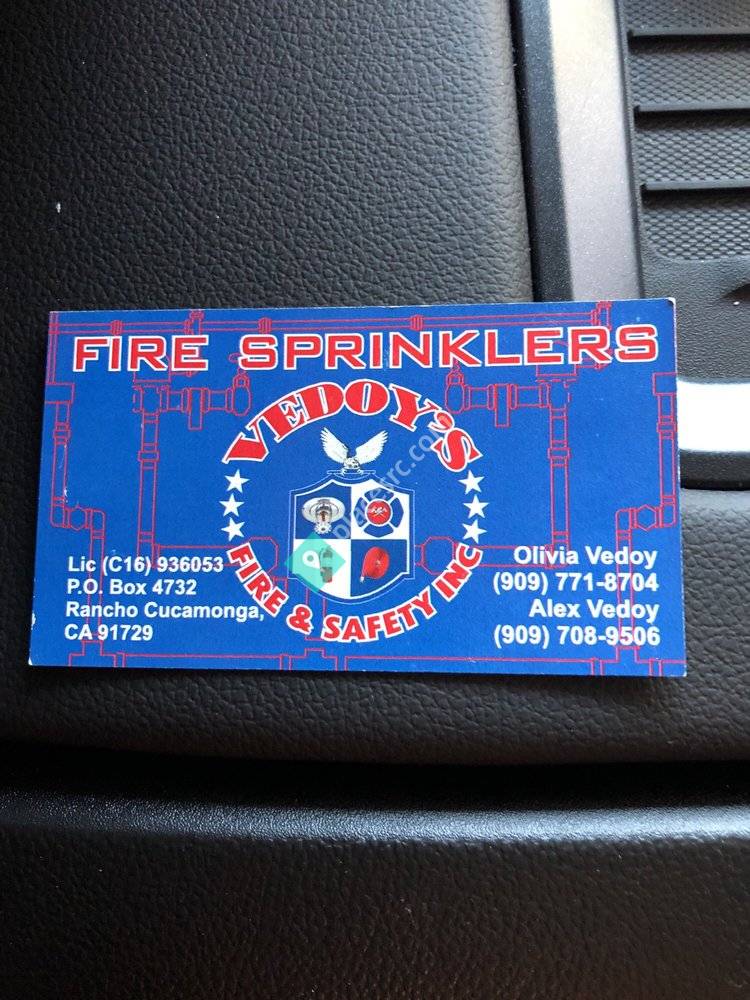 FIRE SPRINKLERS
VEDOY'S
FIRE & SAFETY INC
Lic (C16) 936053
P.O. Box 4732
Rancho Cucamonga,
CA 91729
Olivia Vedoy
(909) 771-8704
Alex Vedoy
(909) 708-9506